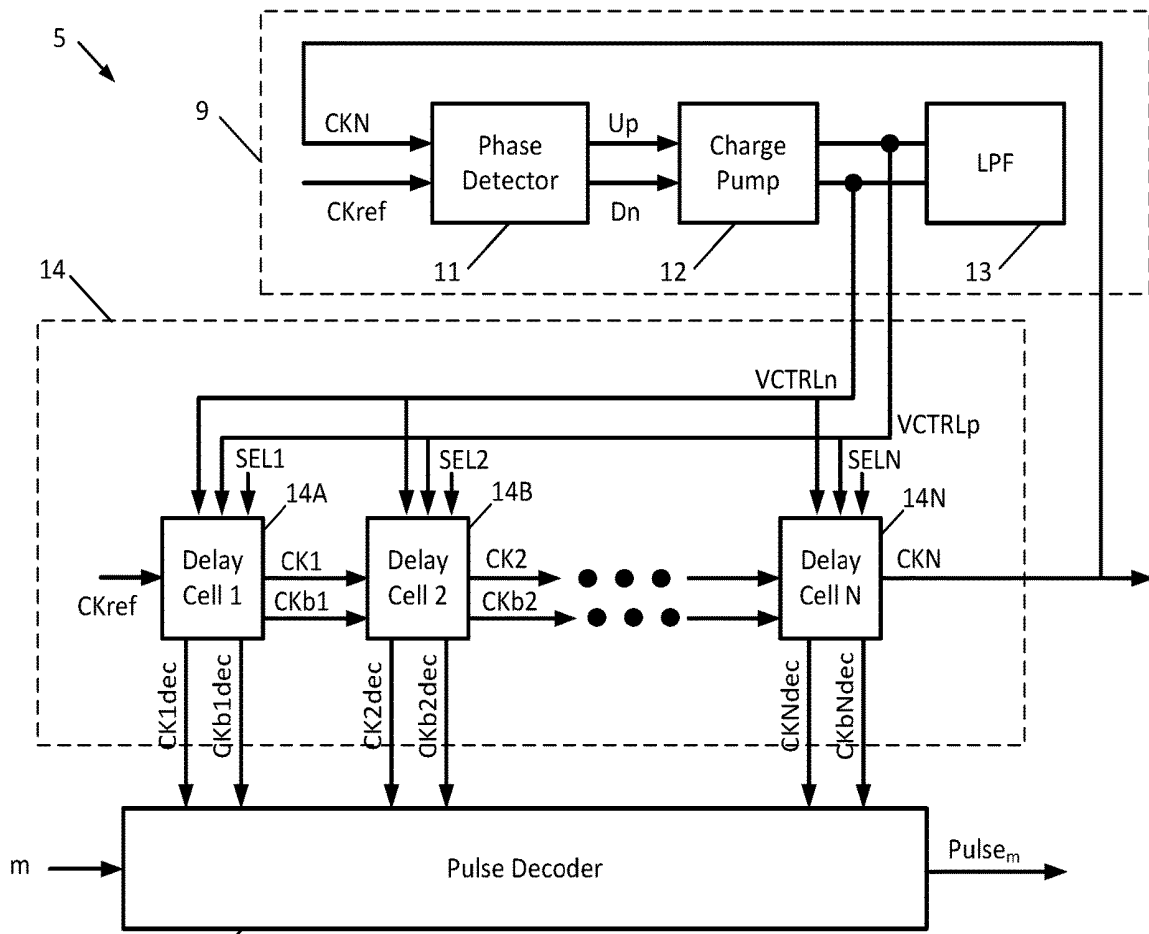 5
9
CKN
CKref
Phase
Detector
Up
Dn
Charge
Pump
LPF
11
12
13
14
VCTRLn
VCTRLp
SEL1
SEL2
SELN
14A
14B
14N
CKref
Delay
Cell 1
CK1
CKb1
Delay
Cell 2
CK2
CKb2
Delay
Cell N
CKN
CK1dec
CKb1dec
CK2dec
CKb2dec
CKNdec
CKbNdec
m
Pulse Decoder
Pulseₘ